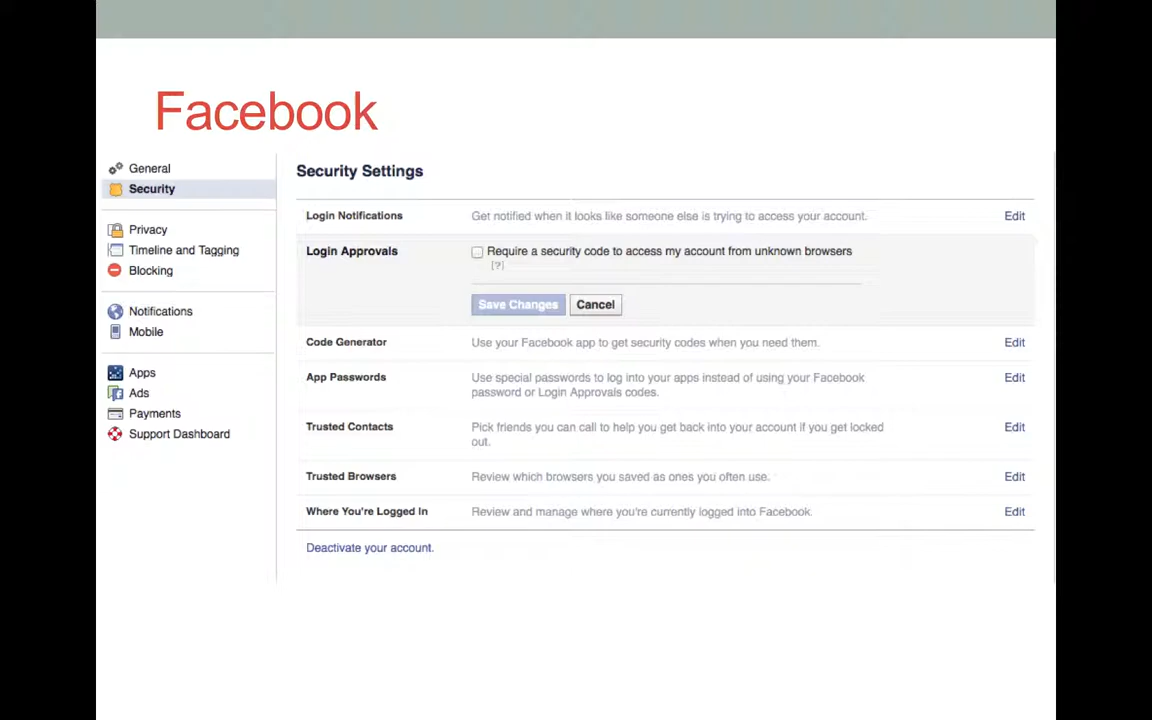 Facebook
General
Security
Privacy
Timeline and Tagging
Blocking
Notifications
Mobile
Apps
Ads
Payments
Support Dashboard
Security Settings
Login Notifications Get notified when it looks like someone else is trying to access your account. Edit
Login Approvals Require a security code to access my account from unknown browsers
[?]
Save Changes Cancel
Code Generator Use your Facebook app to get security codes when you need them. Edit
App Passwords Use special passwords to log into your apps instead of using your Facebook Edit
password or Login Approvals codes.
Trusted Contacts Pick friends you can call to help you get back into your account if you get locked Edit
out.
Trusted Browsers Review which browsers you saved as ones you often use. Edit
Where You're Logged In Review and manage where you're currently logged into Facebook. Edit
Deactivate your account.